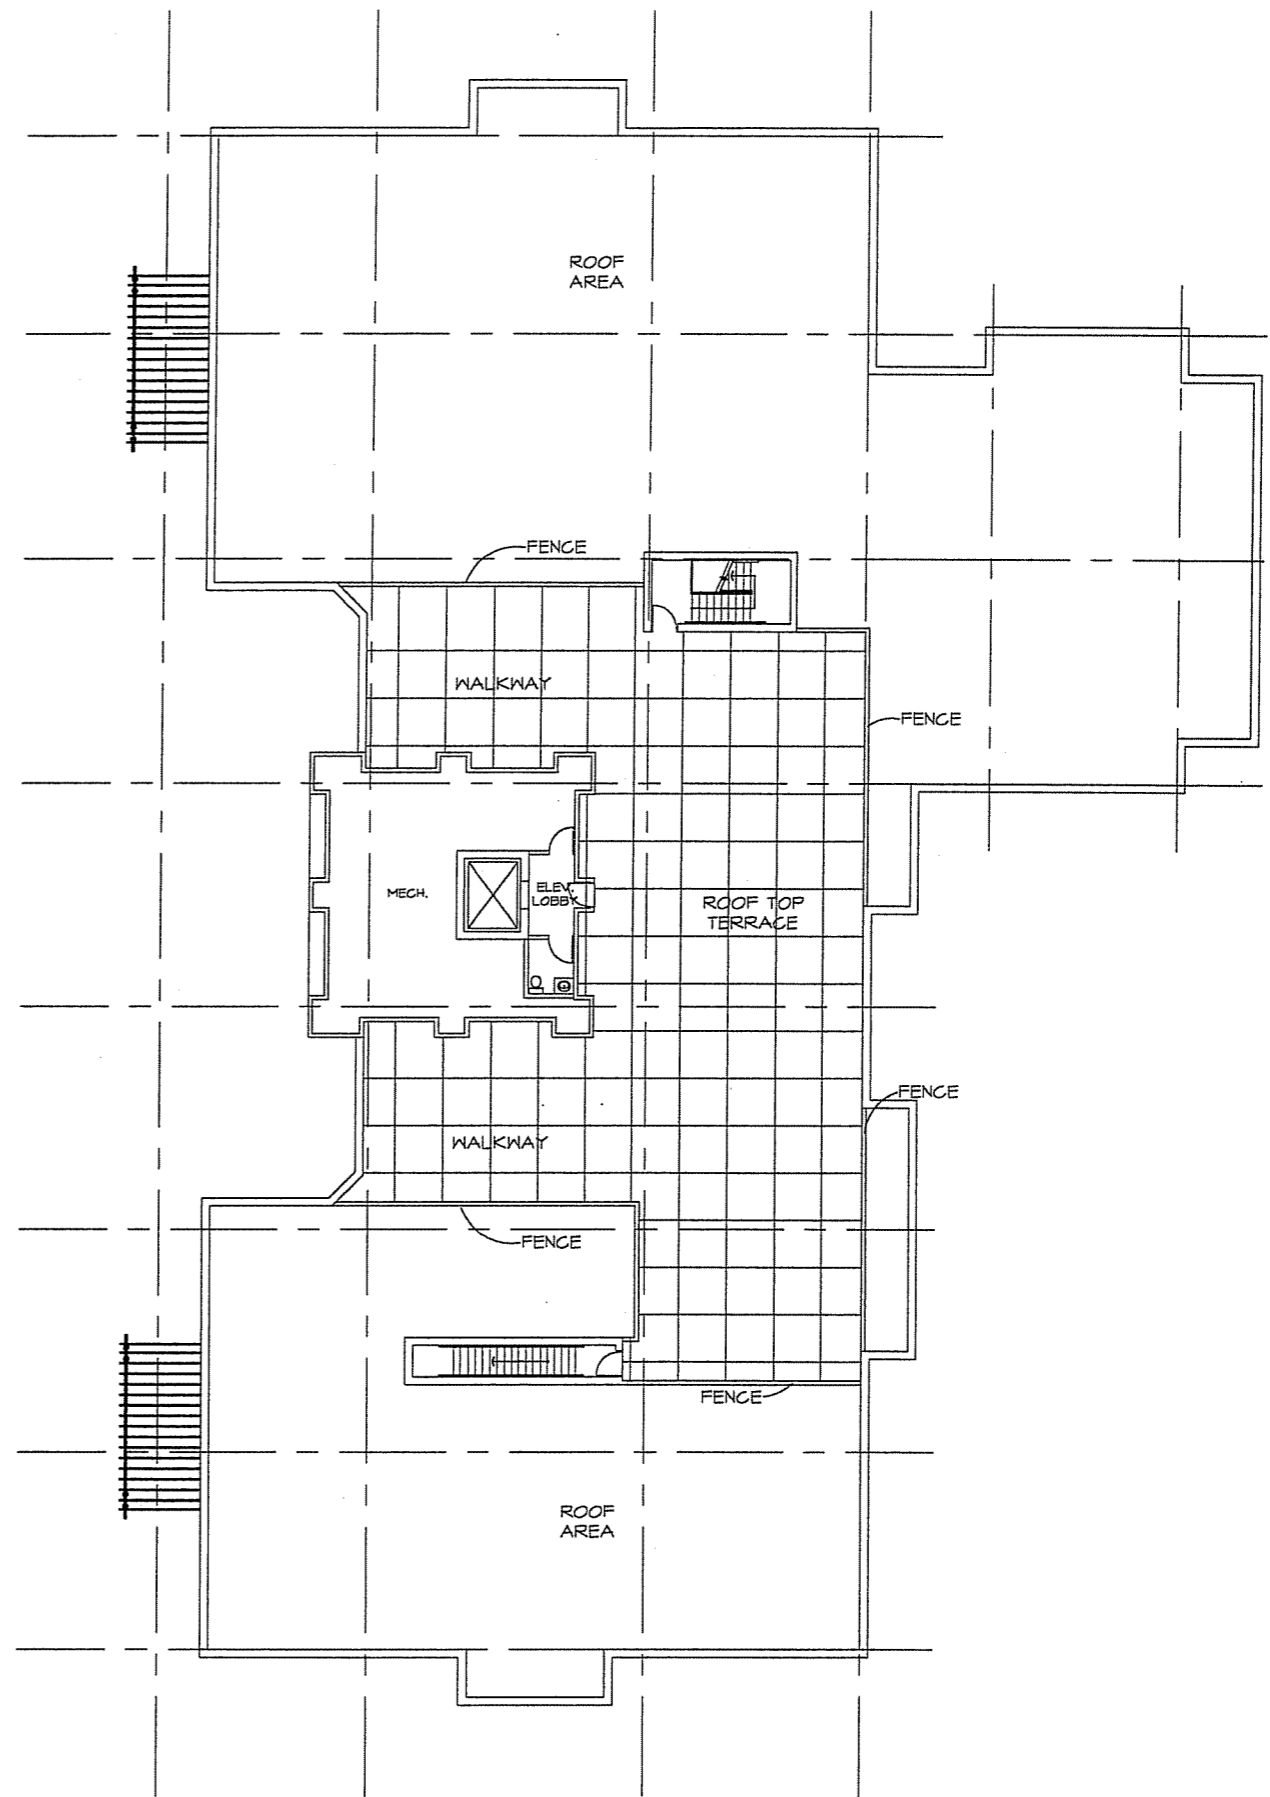 ROOF
AREA
FENCE
WALKWAY
FENCE
MECH.
ELEV.
LOBBY
ROOF TOP
TERRACE
FENCE
WALKWAY
FENCE
FENCE
ROOF
AREA